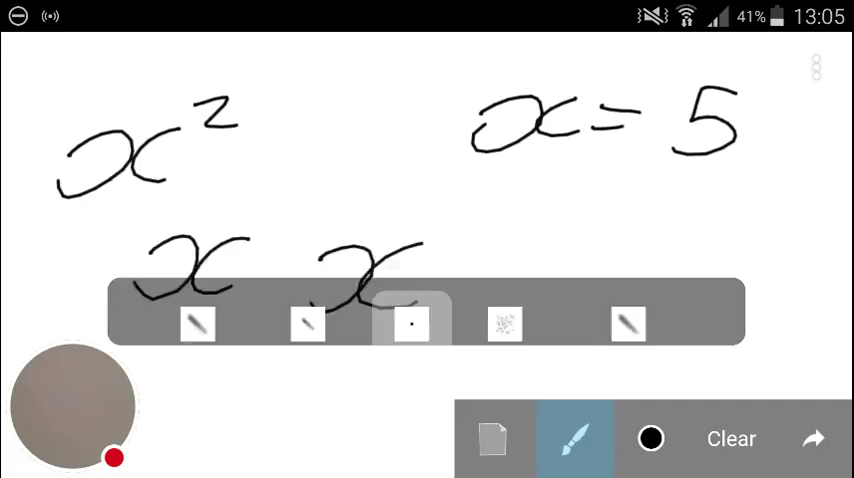 41% 13:05
x² x = 5
x x
Clear